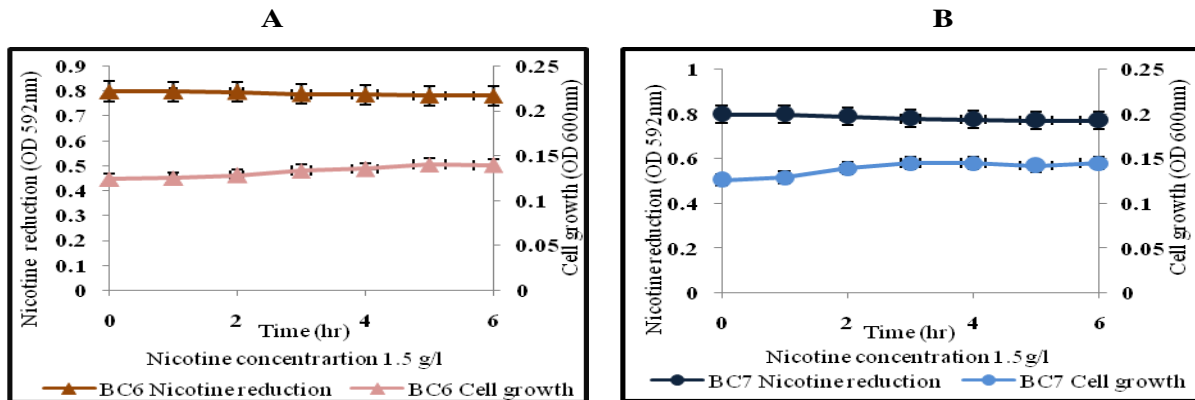 A
B
Nicotine reduction (OD 592nm)
0.9
0.8
0.7
0.6
0.5
0.4
0.3
0.2
0.1
0
0.25
0.2
0.15
0.1
0.05
0
Cell growth (OD 600nm)
0 2 4 6
Time (hr)
Nicotine concentrartion 1.5 g/l
BC6 Nicotine reduction BC6 Cell growth
Nicotine reduction (OD 592nm)
1
0.8
0.6
0.4
0.2
0
0.25
0.2
0.15
0.1
0.05
0
Cell growth (OD 600nm)
0 2 4 6
Time (hr)
Nicotine concentrartion 1.5g/l
BC7 Nicotine reduction BC7 Cell growth